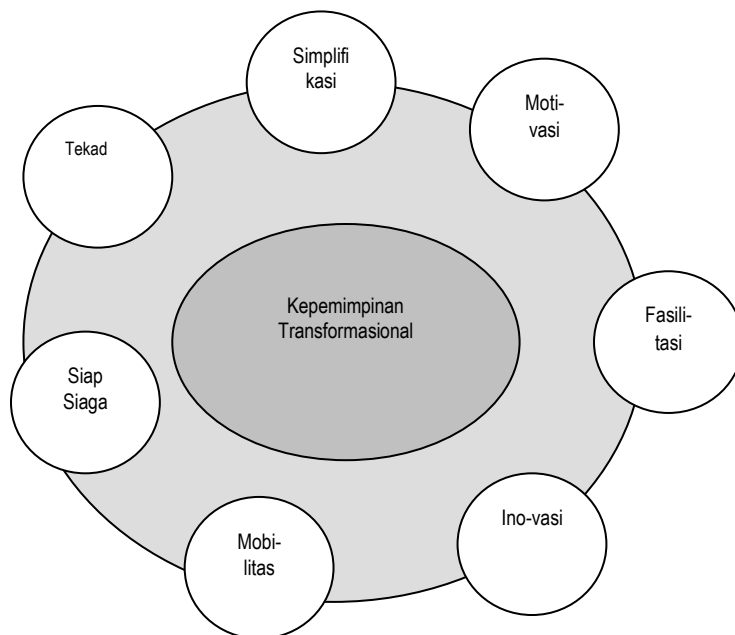 Simplifi
kasi
Moti-
vasi
Tekad
Kepemimpinan
Transformasional
Fasili-
tasi
Siap
Siaga
Ino-vasi
Mobi-
litas